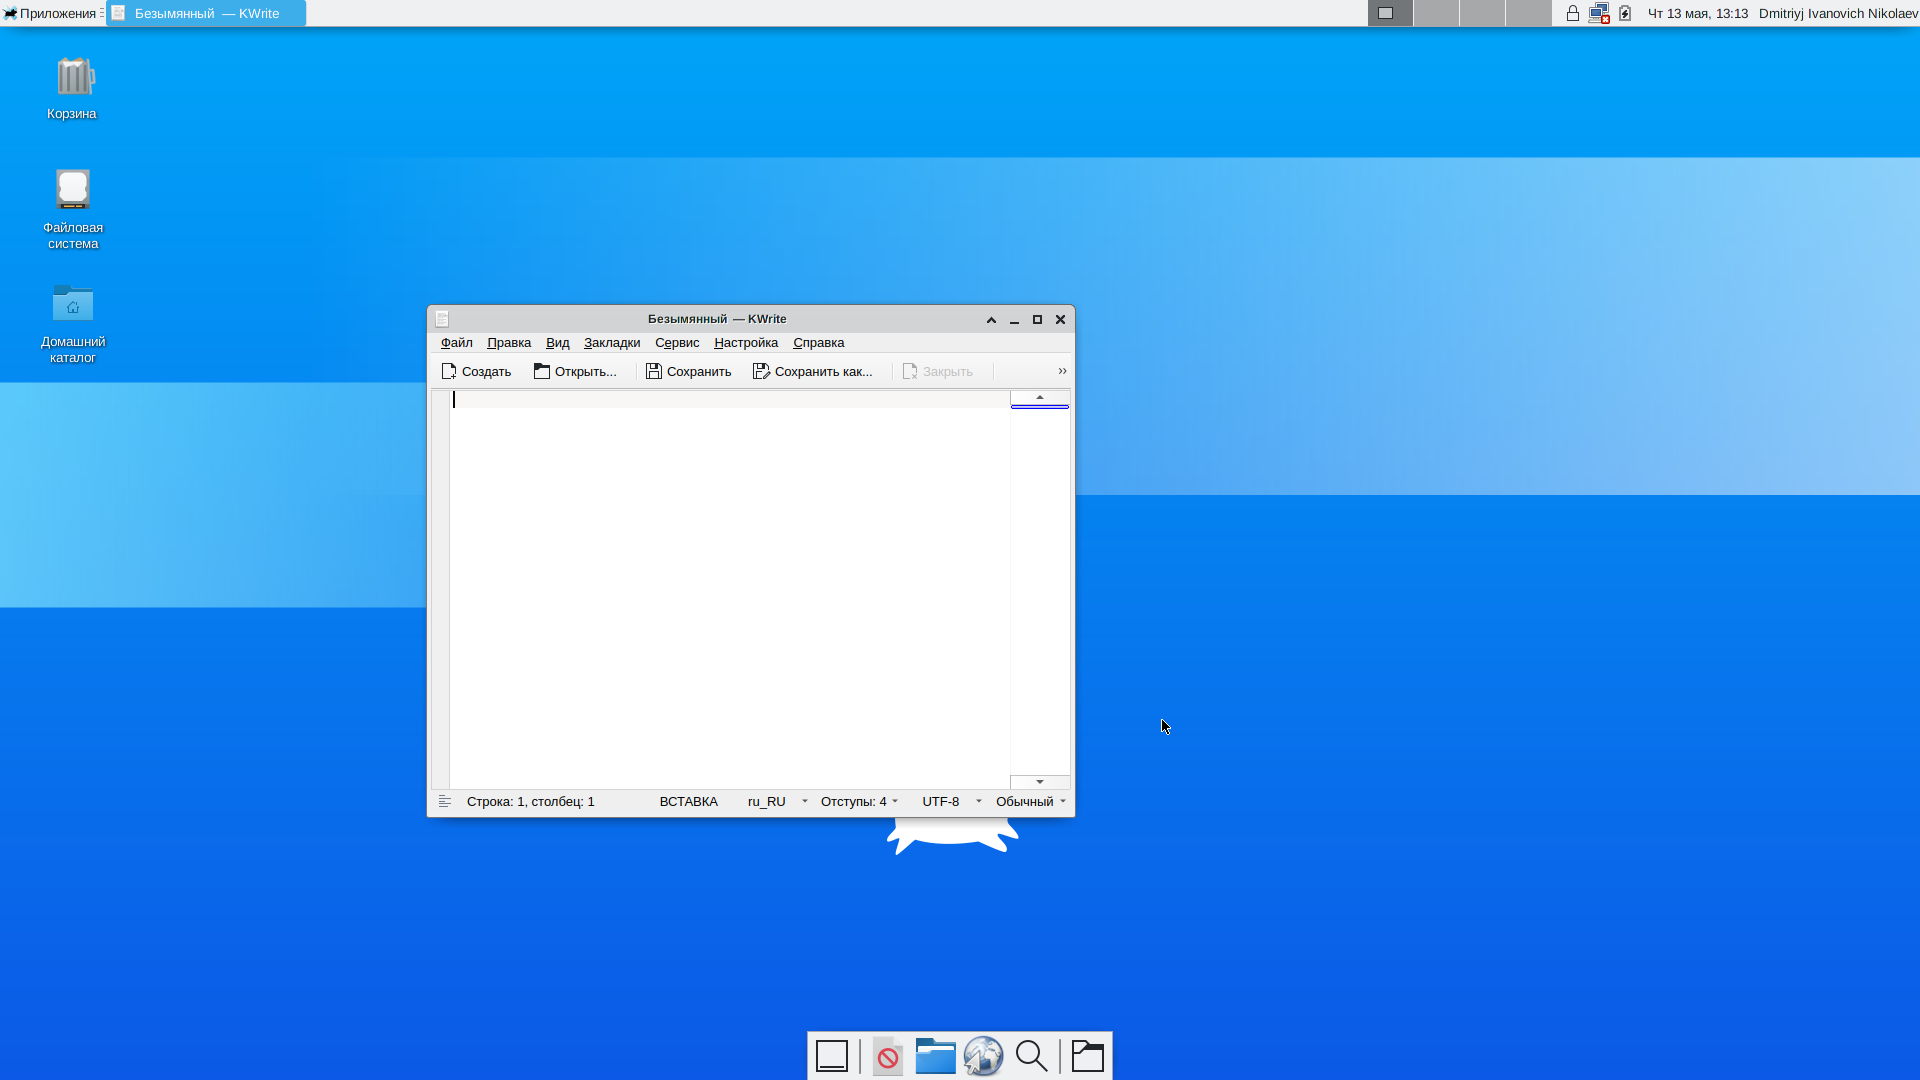 Приложения
Безымянный — KWrite
Чт 13 мая, 13:13
Dmitriyj Ivanovich Nikolaev
Корзина
Файловая
система
Домашний
каталог
Безымянный — KWrite
Файл Правка Вид Закладки Сервис Настройка Справка
Создать Открыть... Сохранить Сохранить как... Закрыть
Строка: 1, столбец: 1 ВСТАВКА ru_RU Отступы: 4 UTF-8 Обычный